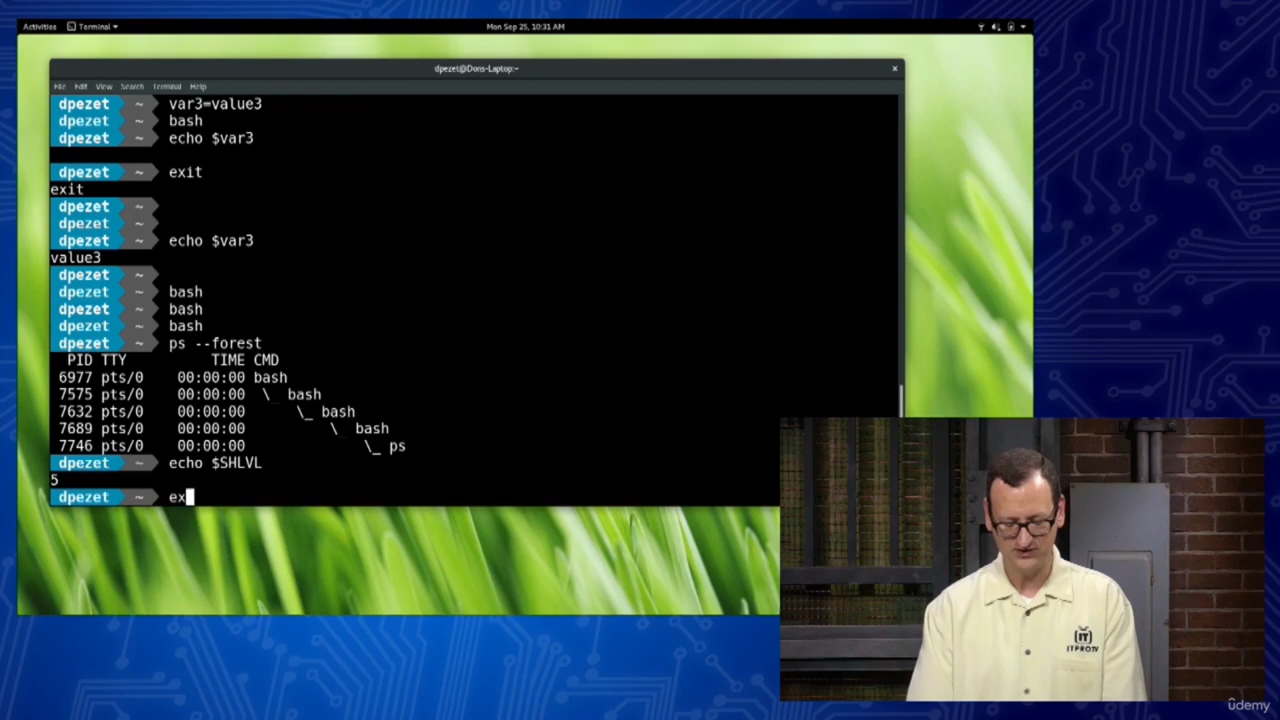 Activities Terminal Mon Sep 25, 10:31 AM
dpezet@Dons-Laptop:~ ×
File Edit View Search Terminal Help
dpezet ~ var3=value3
dpezet ~ bash
dpezet ~ echo $var3
dpezet ~ exit
exit
dpezet ~
dpezet ~
dpezet ~ echo $var3
value3
dpezet ~
dpezet ~ bash
dpezet ~ bash
dpezet ~ bash
dpezet ~ ps --forest
PID TTY TIME CMD
6977 pts/0 00:00:00 bash
7575 pts/0 00:00:00 \_ bash
7632 pts/0 00:00:00 \_ bash
7689 pts/0 00:00:00 \_ bash
7746 pts/0 00:00:00 \_ ps
dpezet ~ echo $SHLVL
5
dpezet ~ ex
IT
ITPRO.TV
ûdemy